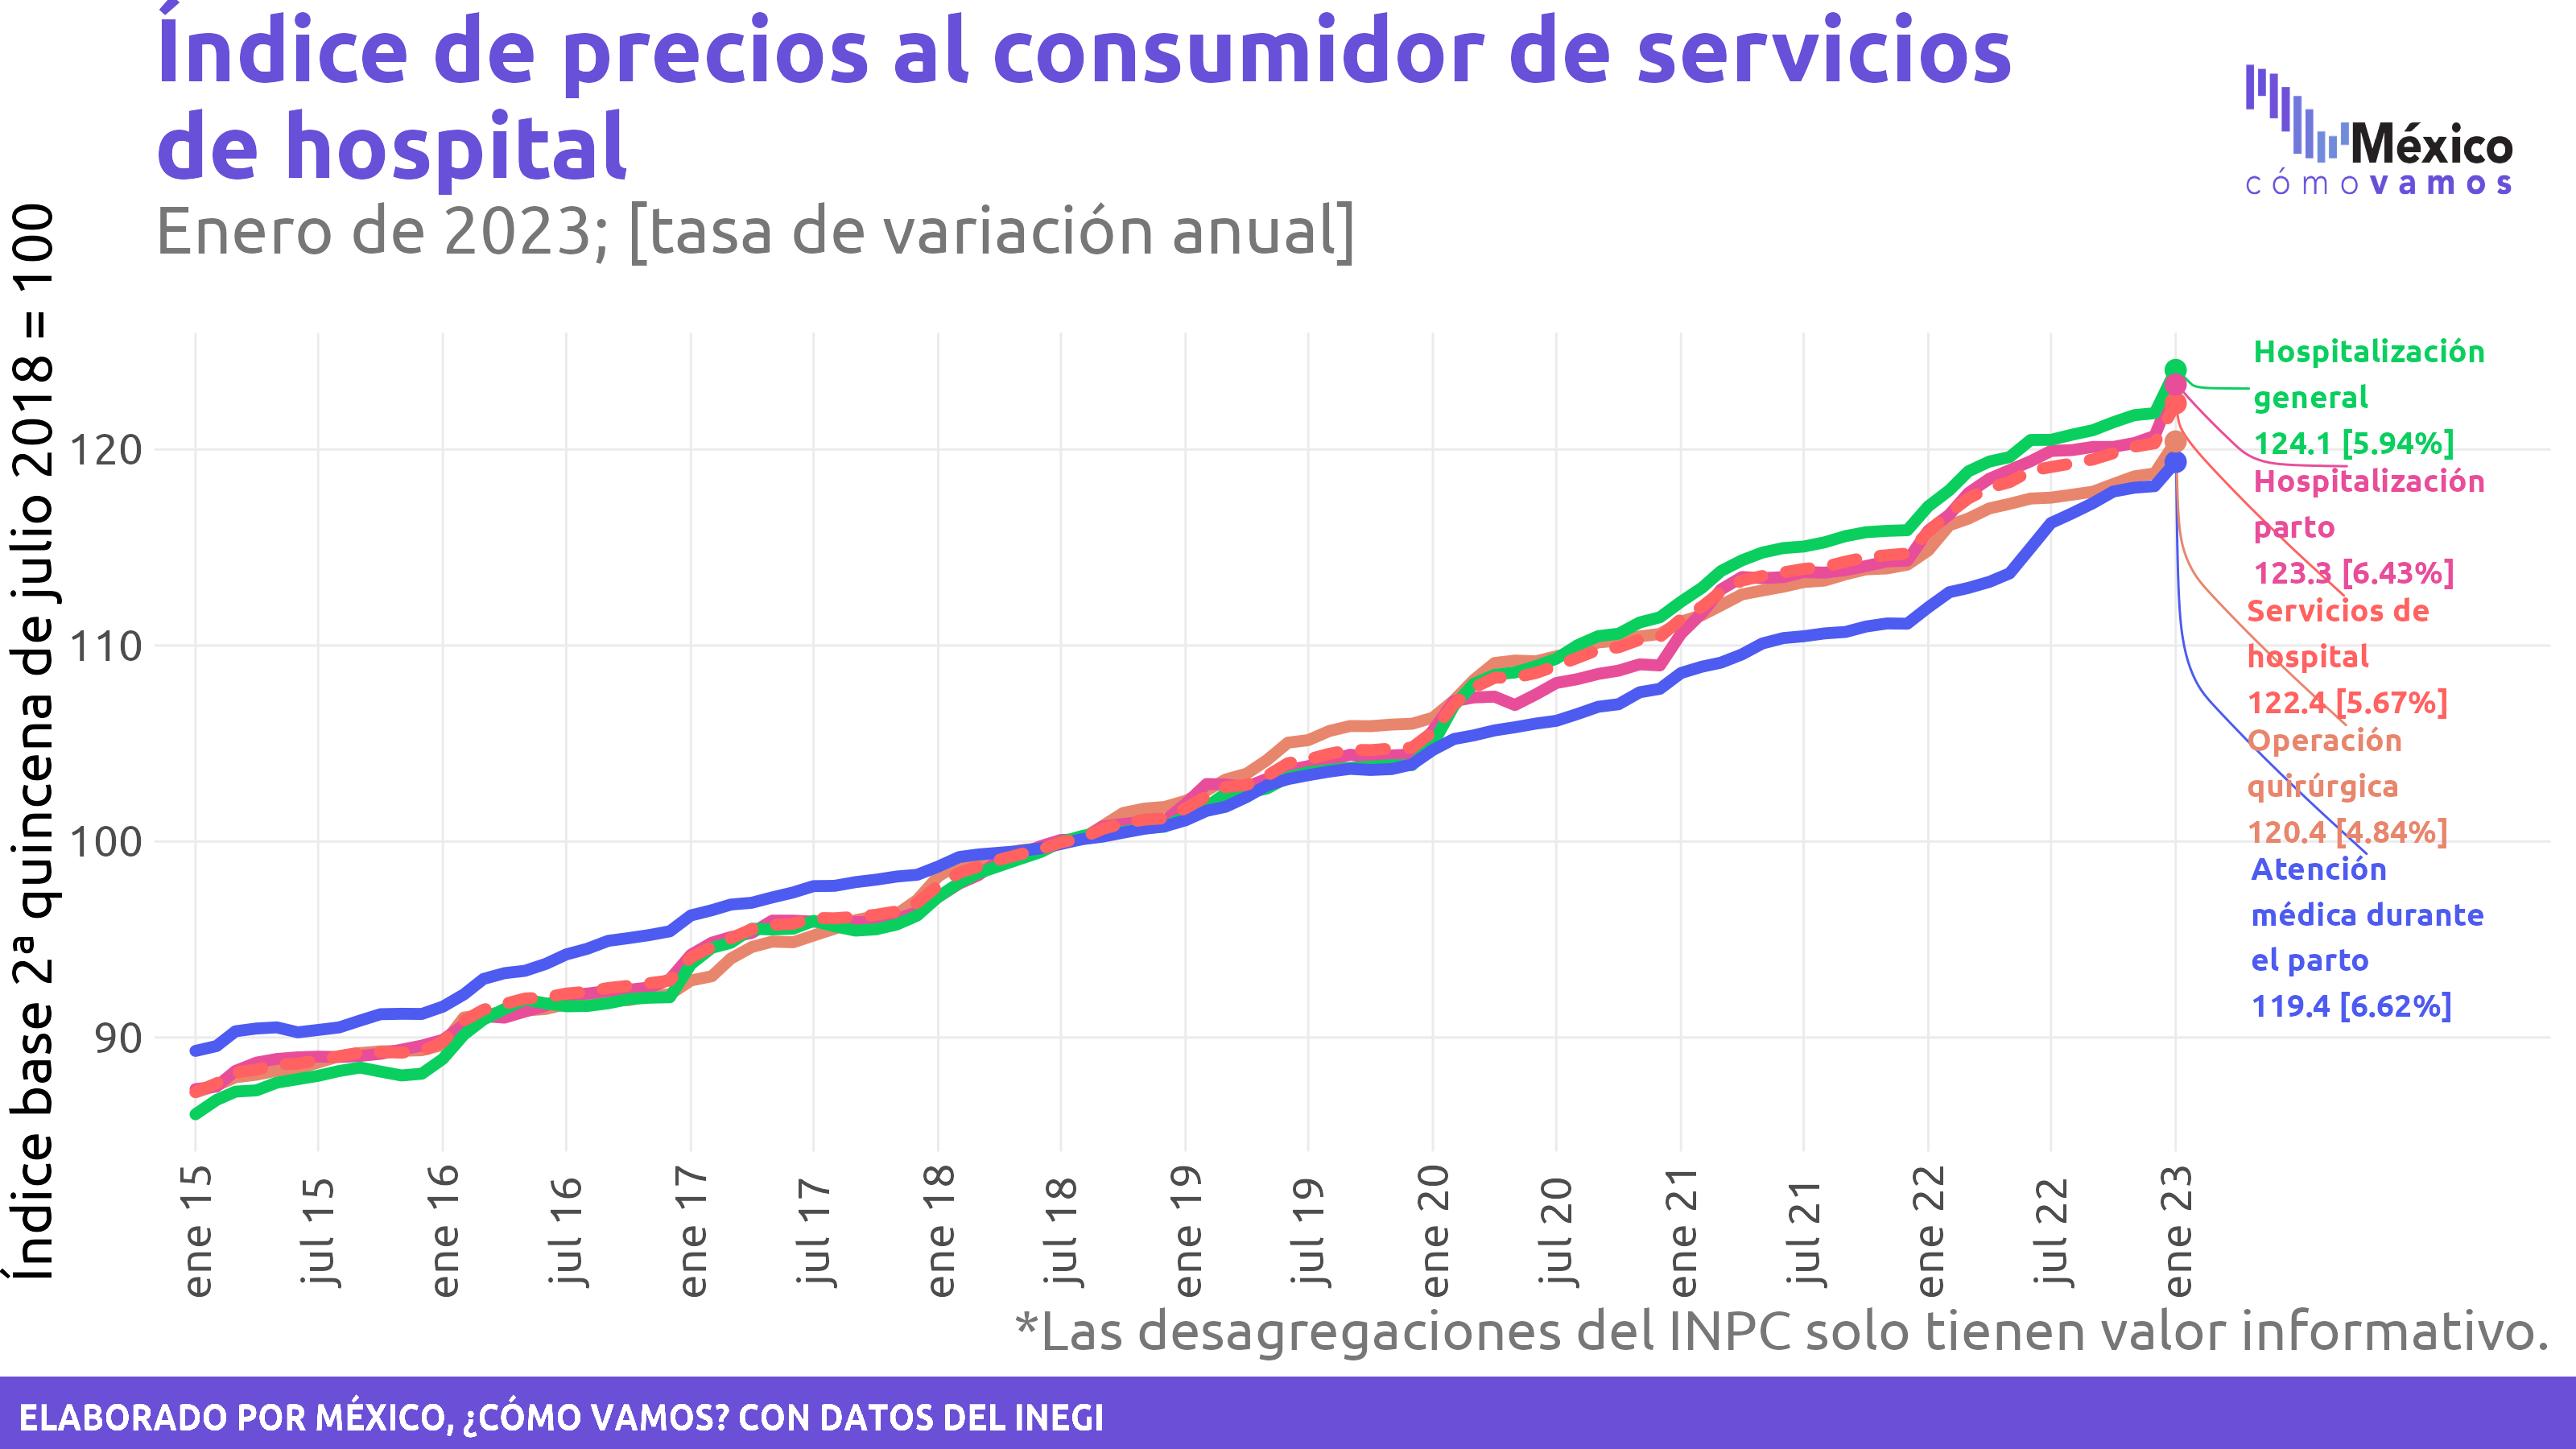 Índice de precios al consumidor de servicios
de hospital
Enero de 2023; [tasa de variación anual]
México
cómovamos
Índice base 2ª quincena de julio 2018 = 100
120
110
100
90
Hospitalización
general
124.1 [5.94%]
Hospitalización
parto
123.3 [6.43%]
Servicios de
hospital
122.4 [5.67%]
Operación
quirúrgica
120.4 [4.84%]
Atención
médica durante
el parto
119.4 [6.62%]
ene 15
jul 15
ene 16
jul 16
ene 17
jul 17
ene 18
jul 18
ene 19
jul 19
ene 20
jul 20
ene 21
jul 21
ene 22
jul 22
ene 23
*Las desagregaciones del INPC solo tienen valor informativo.
ELABORADO POR MÉXICO, ¿CÓMO VAMOS? CON DATOS DEL INEGI